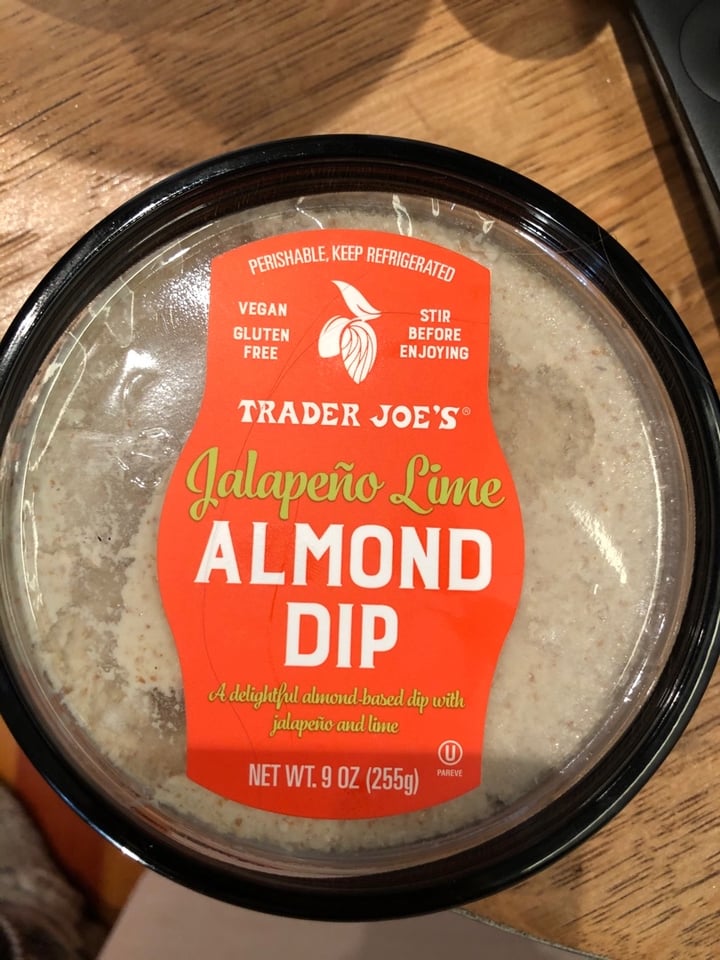 PERISHABLE, KEEP REFRIGERATED
VEGAN
GLUTEN
FREE
STIR
BEFORE
ENJOYING
TRADER JOE'S®
Jalapeño Lime
ALMOND
DIP
A delightful almond-based dip with
jalapeño and lime
U
PAREVE
NET WT. 9 OZ (255g)